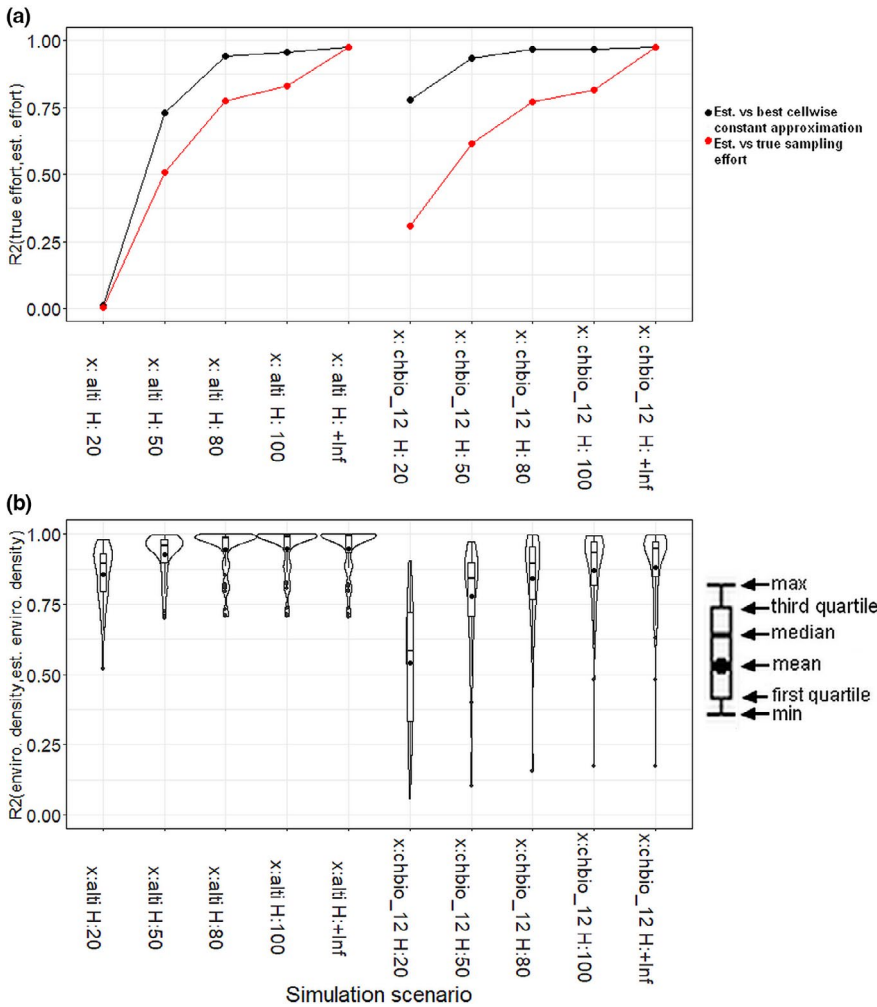 (a)
R2(true effort,est. effort)
1.00
0.75
0.50
0.25
0.00
x: alti H: 20
x: alti H: 50
x: alti H: 80
x: alti H: 100
x: alti H: +Inf
x: chbio_12 H: 20
x: chbio_12 H: 50
x: chbio_12 H: 80
x: chbio_12 H: 100
x: chbio_12 H: +Inf
Est. vs best cellwise
constant approximation
Est. vs true sampling
effort
(b)
R2(enviro. density,est. enviro. density)
1.00
0.75
0.50
0.25
0.00
x:alti H:20
x:alti H:50
x:alti H:80
x:alti H:100
x:alti H:+Inf
x:chbio_12 H:20
x:chbio_12 H:50
x:chbio_12 H:80
x:chbio_12 H:100
x:chbio_12 H:+Inf
Simulation scenario
max
third quartile
median
mean
first quartile
min